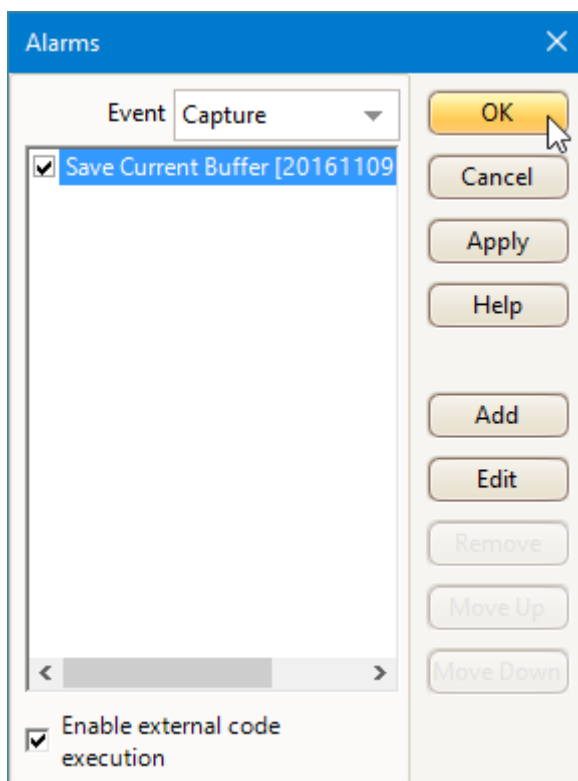 Alarms
Event Capture
Save Current Buffer [20161109
Enable external code
execution
OK
Cancel
Apply
Help
Add
Edit
Remove
Move Up
Move Down